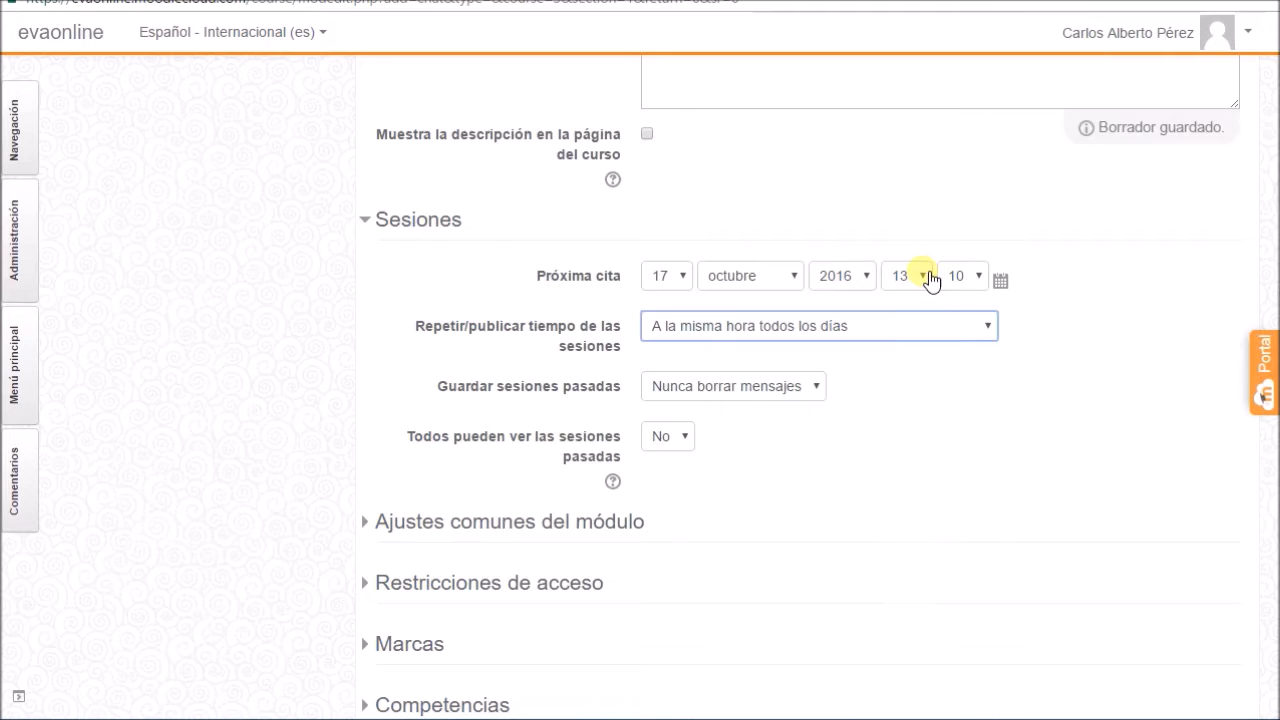 evaonline
Español - Internacional (es)
Carlos Alberto Pérez
Navegación
Administración
Menú principal
Comentarios
Muestra la descripción en la página
del curso
Borrador guardado.
Sesiones
Próxima cita
17
octubre
2016
13
10
Repetir/publicar tiempo de las
sesiones
A la misma hora todos los días
Guardar sesiones pasadas
Nunca borrar mensajes
Todos pueden ver las sesiones
pasadas
No
Portal
Ajustes comunes del módulo
Restricciones de acceso
Marcas
Competencias